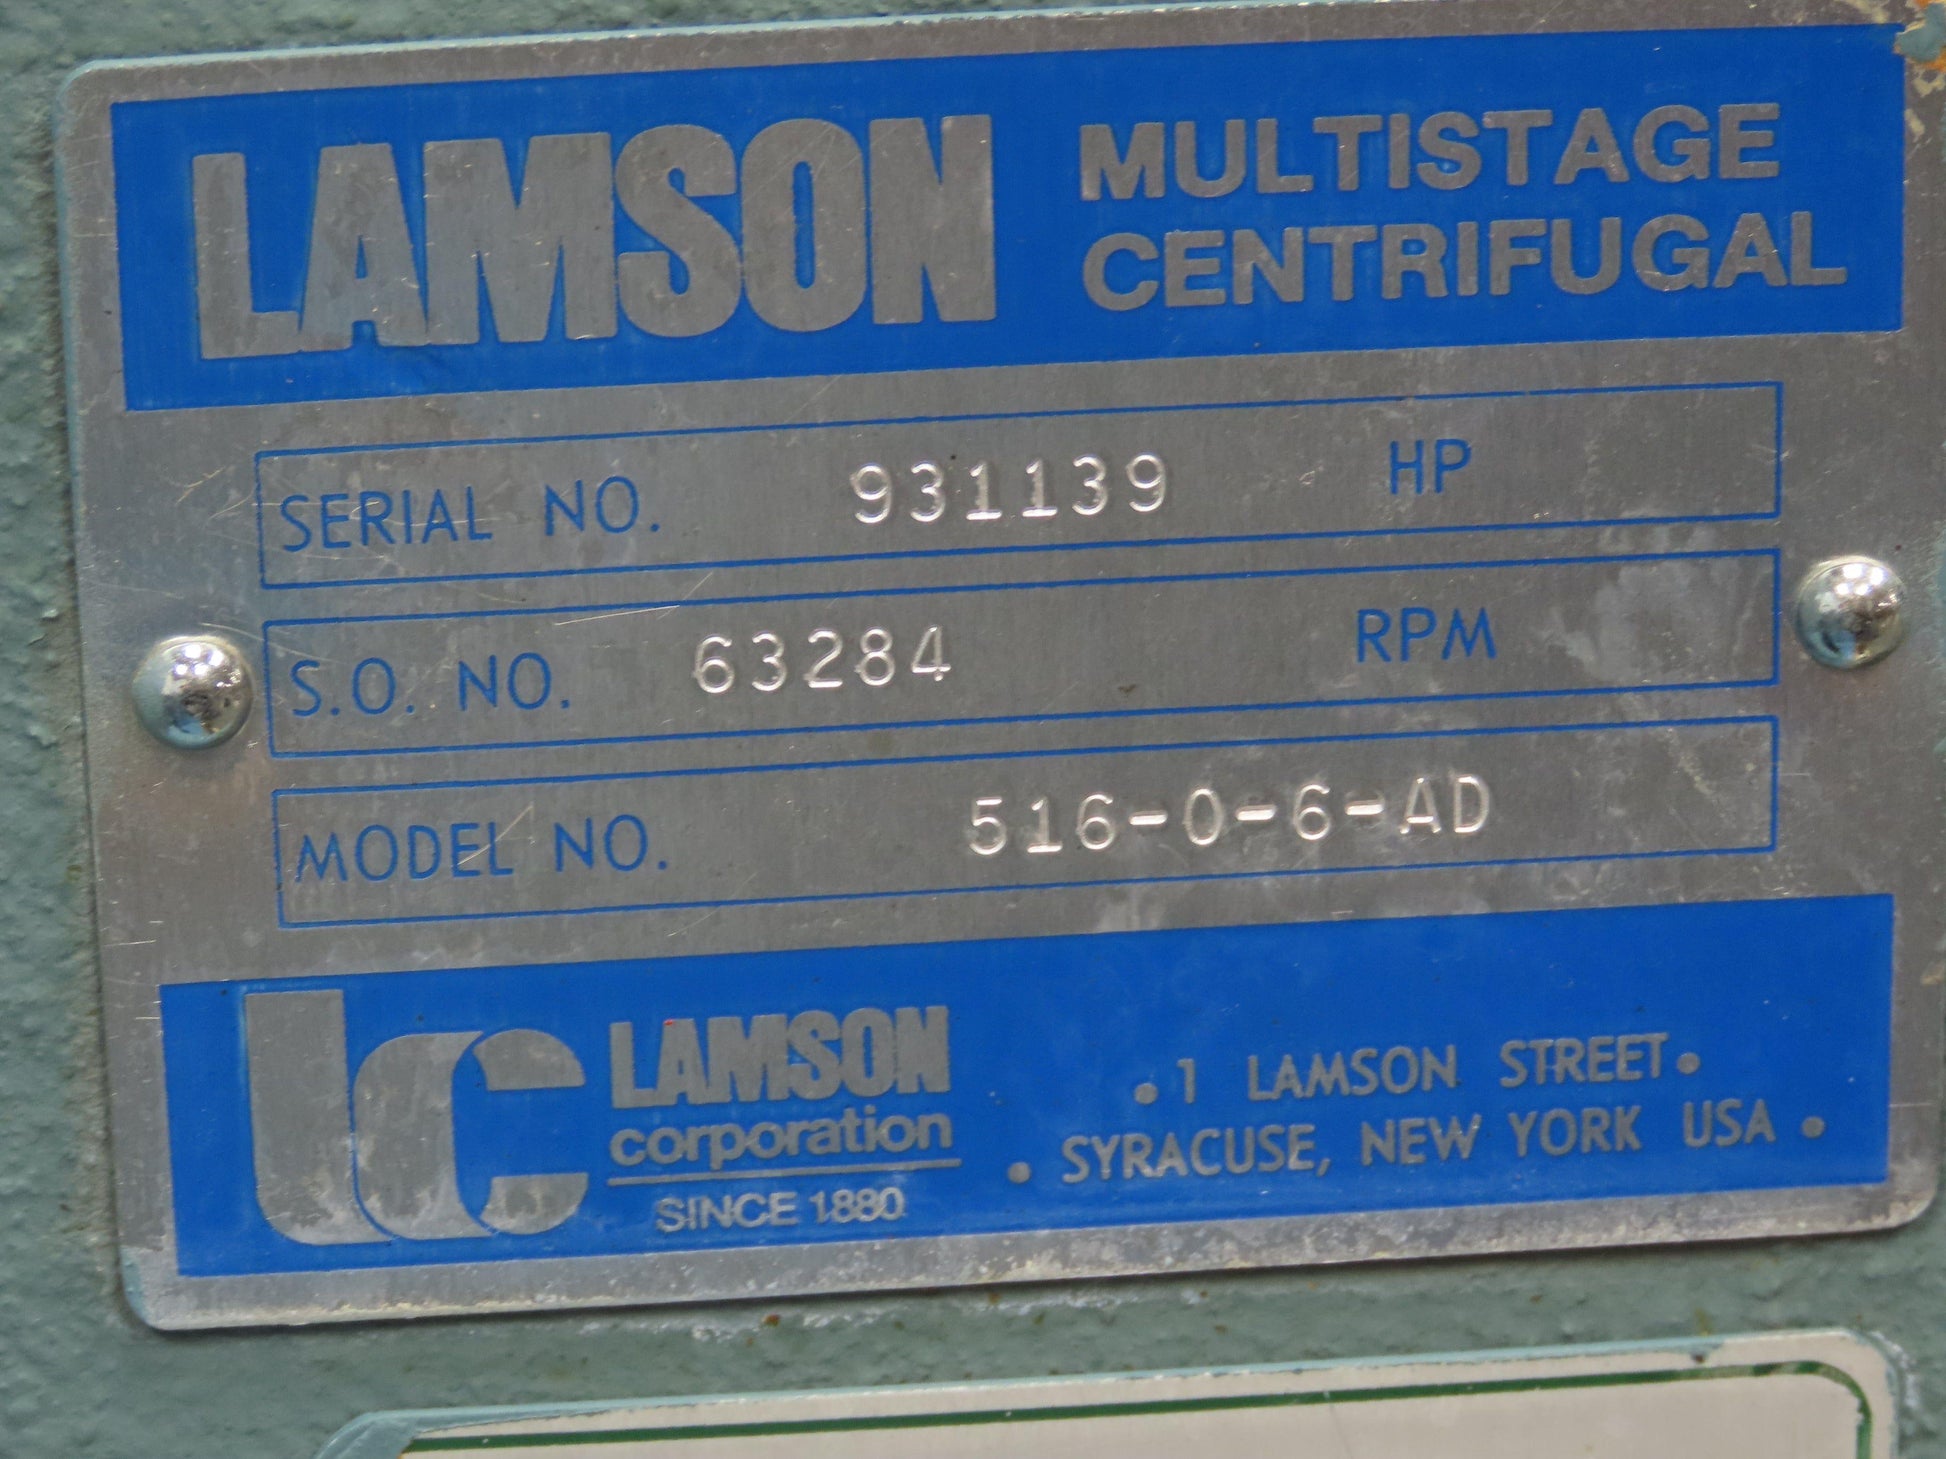 LAMSON MULTISTAGE CENTRIFUGAL
SERIAL NO. 931139 HP
S.O. NO. 63284 RPM
MODEL NO. 516-0-6-AD
lc LAMSON
corporation
SINCE 1880
• 1 LAMSON STREET •
• SYRACUSE, NEW YORK USA •